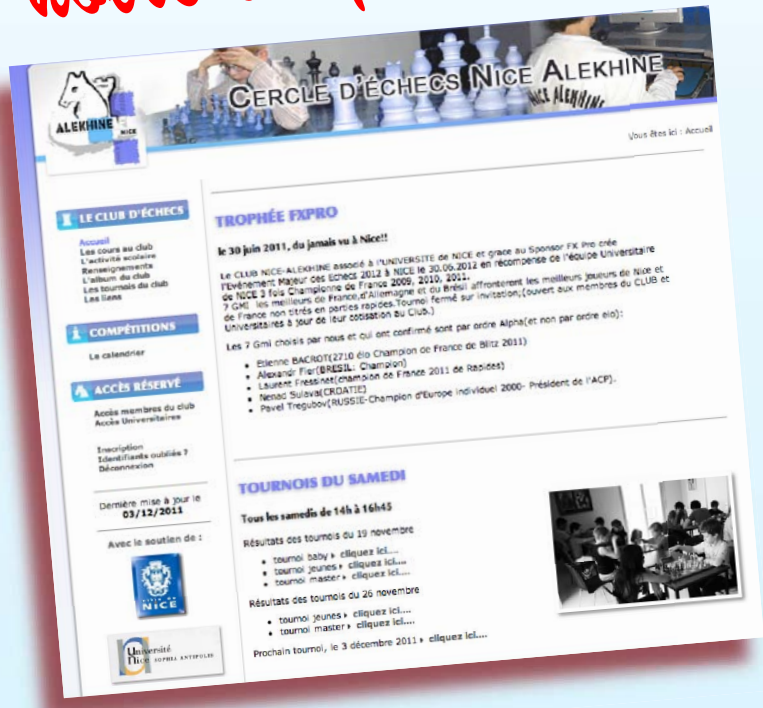 CERCLE D'ÉCHECS NICE ALEKHINE
ALEKHINE
NICE
NICE ALEKHINE
Vous êtes ici : Accueil
LE CLUB D'ÉCHECS
Accueil
Les cours au club
L'activité scolaire
Renseignements
L'album du club
Les tournois du club
Les liens
COMPÉTITIONS
Le calendrier
ACCÈS RÉSERVÉ
Accès membres du club
Accès Universitaires
Inscription
Identifiants oubliés ?
Déconnexion
Dernière mise à jour le
03/12/2011
Avec le soutien de :
VILLE DE
NICE
Université
Nice SOPHIA ANTIPOLIS
TROPHÉE FXPRO
le 30 juin 2011, du jamais vu à Nice!!
Le CLUB NICE-ALEKHINE associé à l'UNIVERSITE de NICE et grace au Sponsor FX Pro crée
l'Evènement Majeur des Echecs 2012 à NICE le 30.06.2012 en récompense de l'équipe Universitaire
de NICE 3 fois Championne de France 2009, 2010, 2011.
7 GMI les meilleurs de France,d'Allemagne et du Brésil affronteront les meilleurs joueurs de Nice et
de France non titrés en parties rapides.Tournoi fermé sur invitation;(ouvert aux membres du CLUB et
Universitaires à jour de leur cotisation au Club.)
Les 7 Gmi choisis par nous et qui ont confirmé sont par ordre Alpha(et non par ordre elo):
• Etienne BACROT(2710 élo Champion de France de Blitz 2011)
• Alexandr Fier(BRESIL: Champion)
• Laurent Fressinet(champion de France 2011 de Rapides)
• Nenad Sulava(CROATIE)
• Pavel Tregubov(RUSSIE-Champion d'Europe individuel 2000- Président de l'ACP).
TOURNOIS DU SAMEDI
Tous les samedis de 14h à 16h45
Résultats des tournois du 19 novembre
• tournoi baby ▸ cliquez ici....
• tournoi jeunes ▸ cliquez ici....
• tournoi master ▸ cliquez ici....
Résultats des tournois du 26 novembre
• tournoi jeunes ▸ cliquez ici....
• tournoi master ▸ cliquez ici....
Prochain tournoi, le 3 décembre 2011 ▸ cliquez ici....